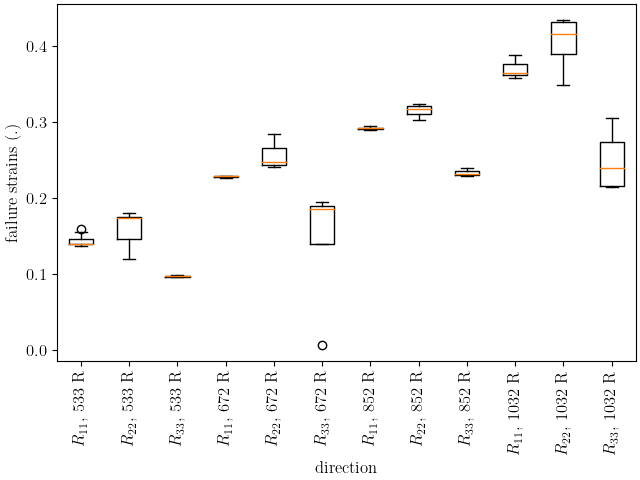 failure strains (.)
0.4
0.3
0.2
0.1
0.0
R₁₁, 533 R
R₂₂, 533 R
R₃₃, 533 R
R₁₁, 672 R
R₂₂, 672 R
R₃₃, 672 R
R₁₁, 852 R
R₂₂, 852 R
R₃₃, 852 R
R₁₁, 1032 R
R₂₂, 1032 R
R₃₃, 1032 R
direction